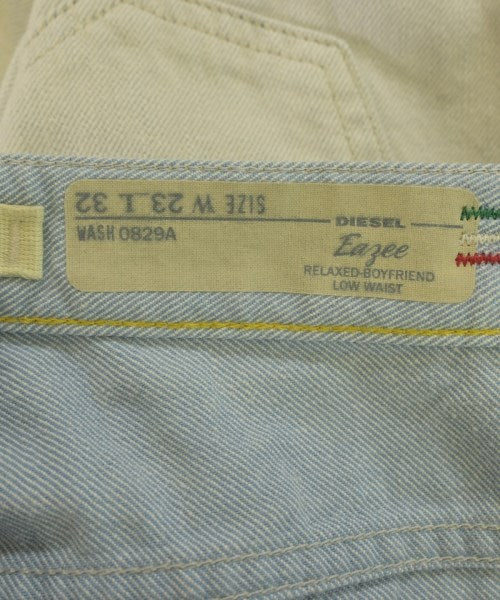 SIZE W 23 L 32
WASH 0829A
DIESEL
Eazee
RELAXED-BOYFRIEND
LOW WAIST